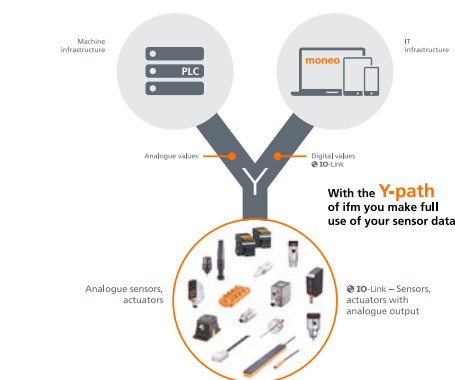 Machine
infrastructure
PLC
moneo
IT
infrastructure
Analogue values
Digital values
IO-Link
Y
With the Y-path
of ifm you make full
use of your sensor data
Analogue sensors,
actuators
IO-Link – Sensors,
actuators with
analogue output